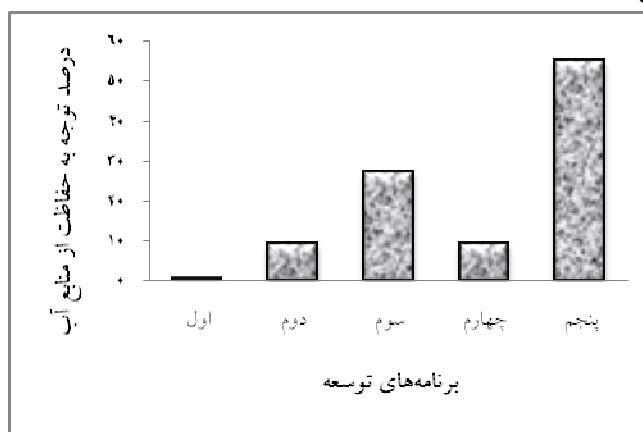 درصد توجه به حفاظت از منابع آب
۶۰
۵۰
۴۰
۳۰
۲۰
۱۰
۰
اول دوم سوم چهارم پنجم
برنامه‌های توسعه